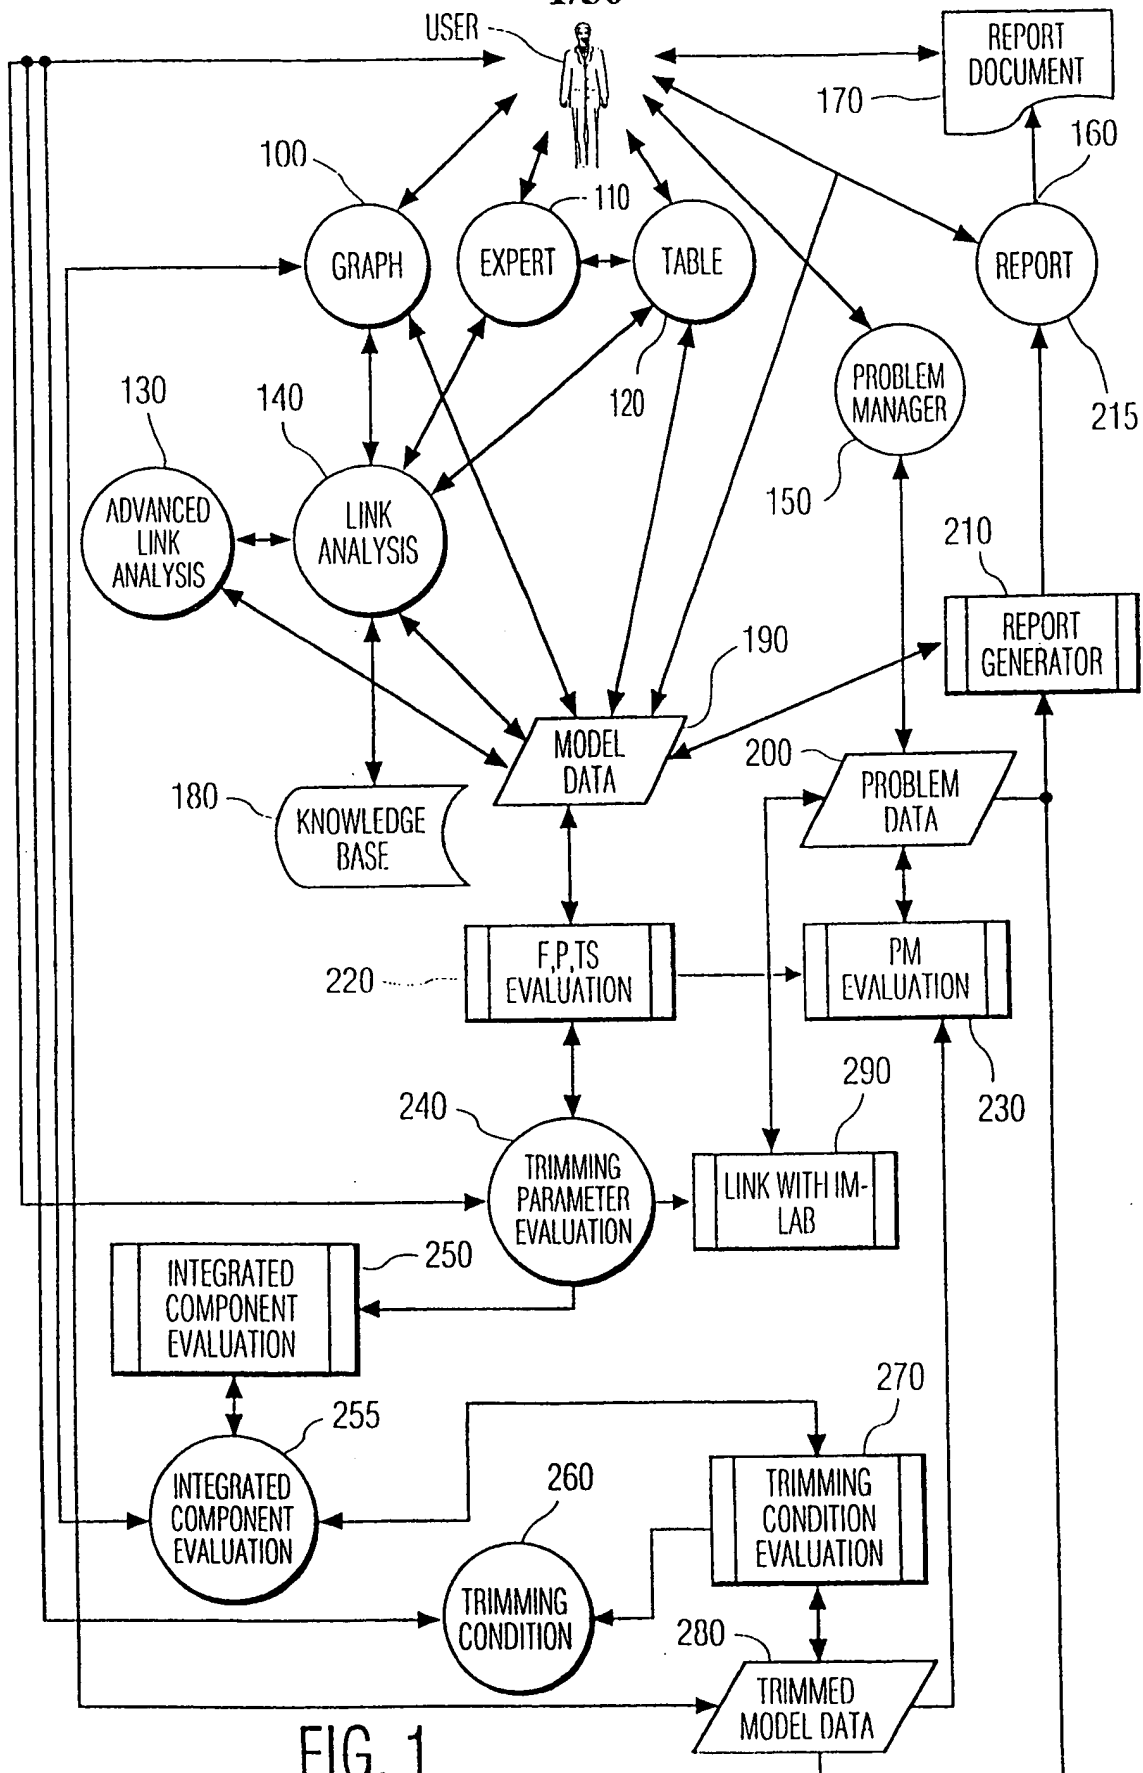 USER
REPORT
DOCUMENT
170
160
100
110
GRAPH
EXPERT
TABLE
REPORT
120
PROBLEM
MANAGER
215
130
140
150
ADVANCED
LINK
ANALYSIS
LINK
ANALYSIS
210
REPORT
GENERATOR
190
MODEL
DATA
200
PROBLEM
DATA
180
KNOWLEDGE
BASE
220
F,P,TS
EVALUATION
PM
EVALUATION
230
240
290
TRIMMING
PARAMETER
EVALUATION
LINK WITH IM-
LAB
250
INTEGRATED
COMPONENT
EVALUATION
255
270
INTEGRATED
COMPONENT
EVALUATION
260
TRIMMING
CONDITION
EVALUATION
TRIMMING
CONDITION
280
TRIMMED
MODEL DATA
FIG. 1